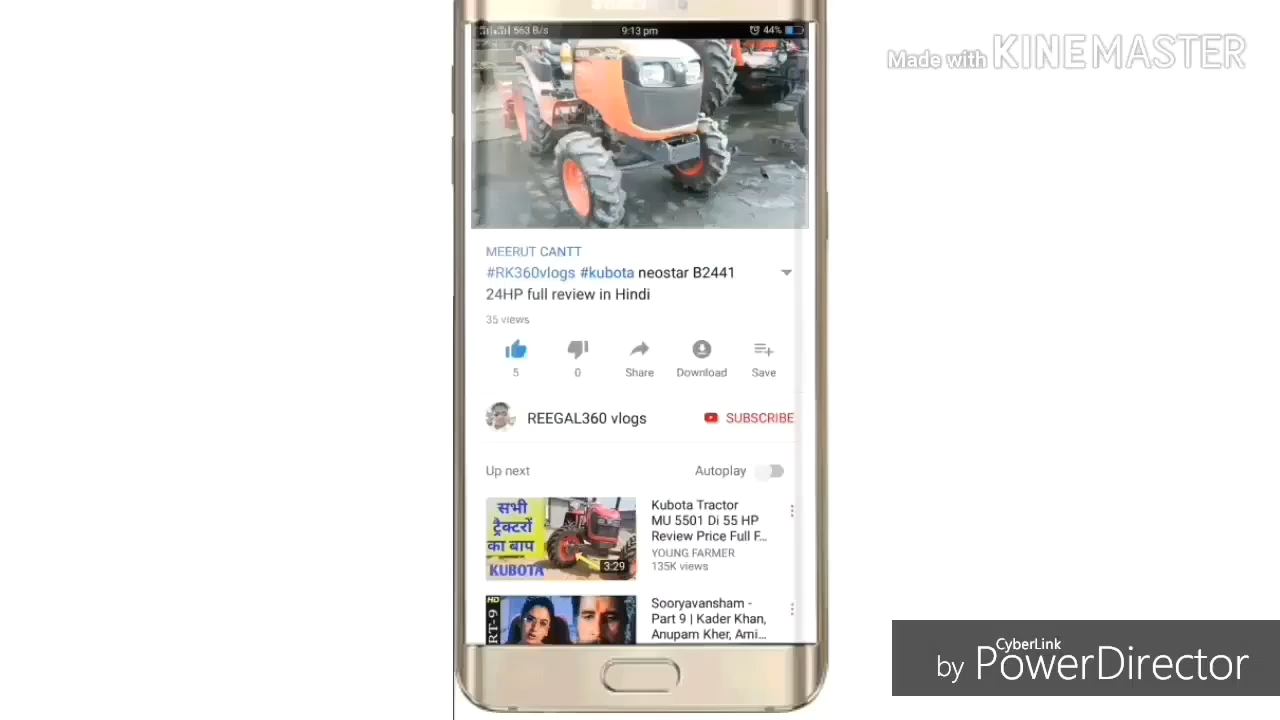 563 B/s
9:13 pm
44%
Made with KINEMASTER
MEERUT CANTT
#RK360vlogs #kubota neostar B2441
24HP full review in Hindi
35 views
5
0
Share
Download
Save
REEGAL360 vlogs
SUBSCRIBE
Up next
Autoplay
सभी
ट्रैक्टरों
का बाप
KUBOTA
3:29
Kubota Tractor
MU 5501 Di 55 HP
Review Price Full F...
YOUNG FARMER
135K views
HD
Sooryavansham -
Part 9 | Kader Khan,
Anupam Kher, Ami...
CyberLink
by PowerDirector